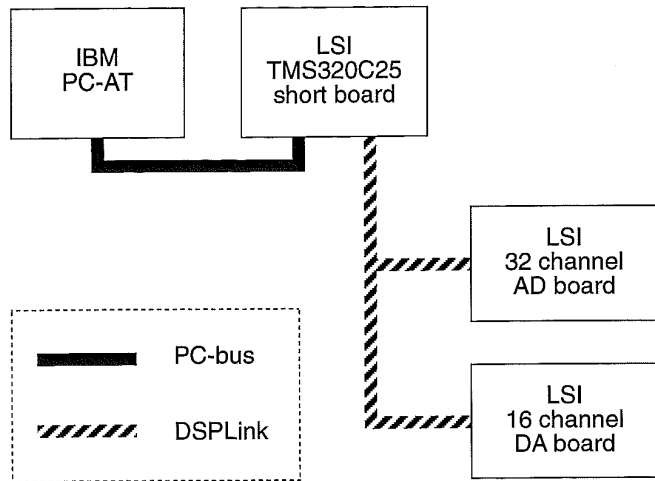 IBM
PC-AT
LSI
TMS320C25
short board
LSI
32 channel
AD board
PC-bus
DSPLink
LSI
16 channel
DA board